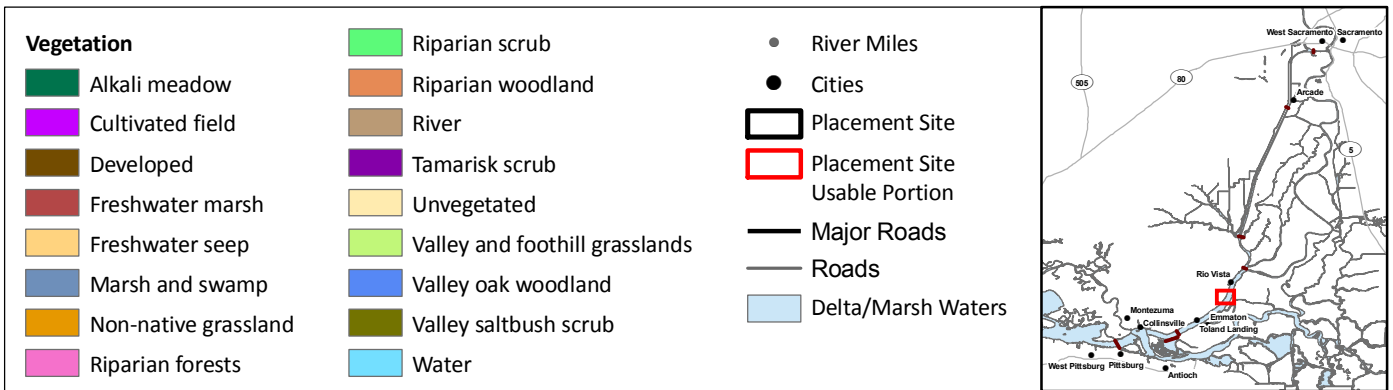 Vegetation
Alkali meadow
Cultivated field
Developed
Freshwater marsh
Freshwater seep
Marsh and swamp
Non-native grassland
Riparian forests
Riparian scrub
Riparian woodland
River
Tamarisk scrub
Unvegetated
Valley and foothill grasslands
Valley oak woodland
Valley saltbush scrub
Water
River Miles
Cities
Placement Site
Placement Site
Usable Portion
Major Roads
Roads
Delta/Marsh Waters
West Sacramento
Sacramento
80
505
Arcade
5
Rio Vista
Montezuma
Collinsville
Emmaton
Toland Landing
West Pittsburg
Pittsburg
Antioch